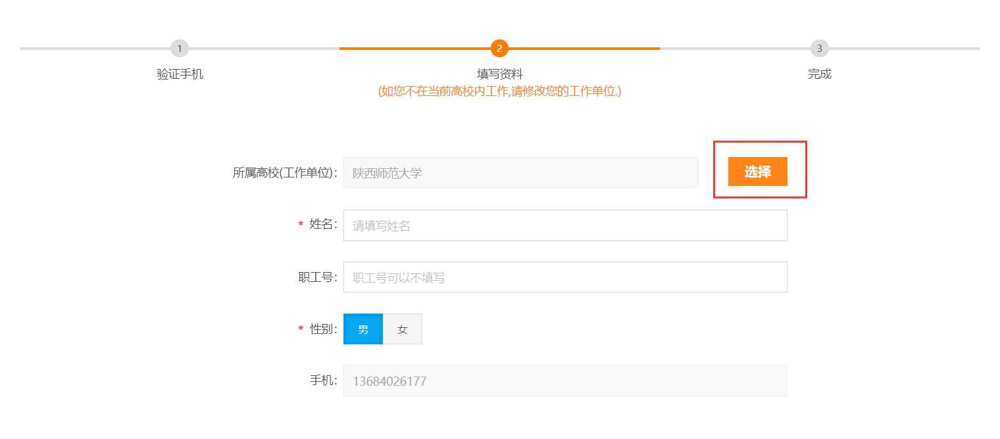 1
2
3
验证手机
填写资料
完成
(如您不在当前高校内工作,请修改您的工作单位.)
所属高校(工作单位): 陕西师范大学 选择
* 姓名: 请填写姓名
职工号: 职工号可以不填写
* 性别: 男 女
手机: 13684026177